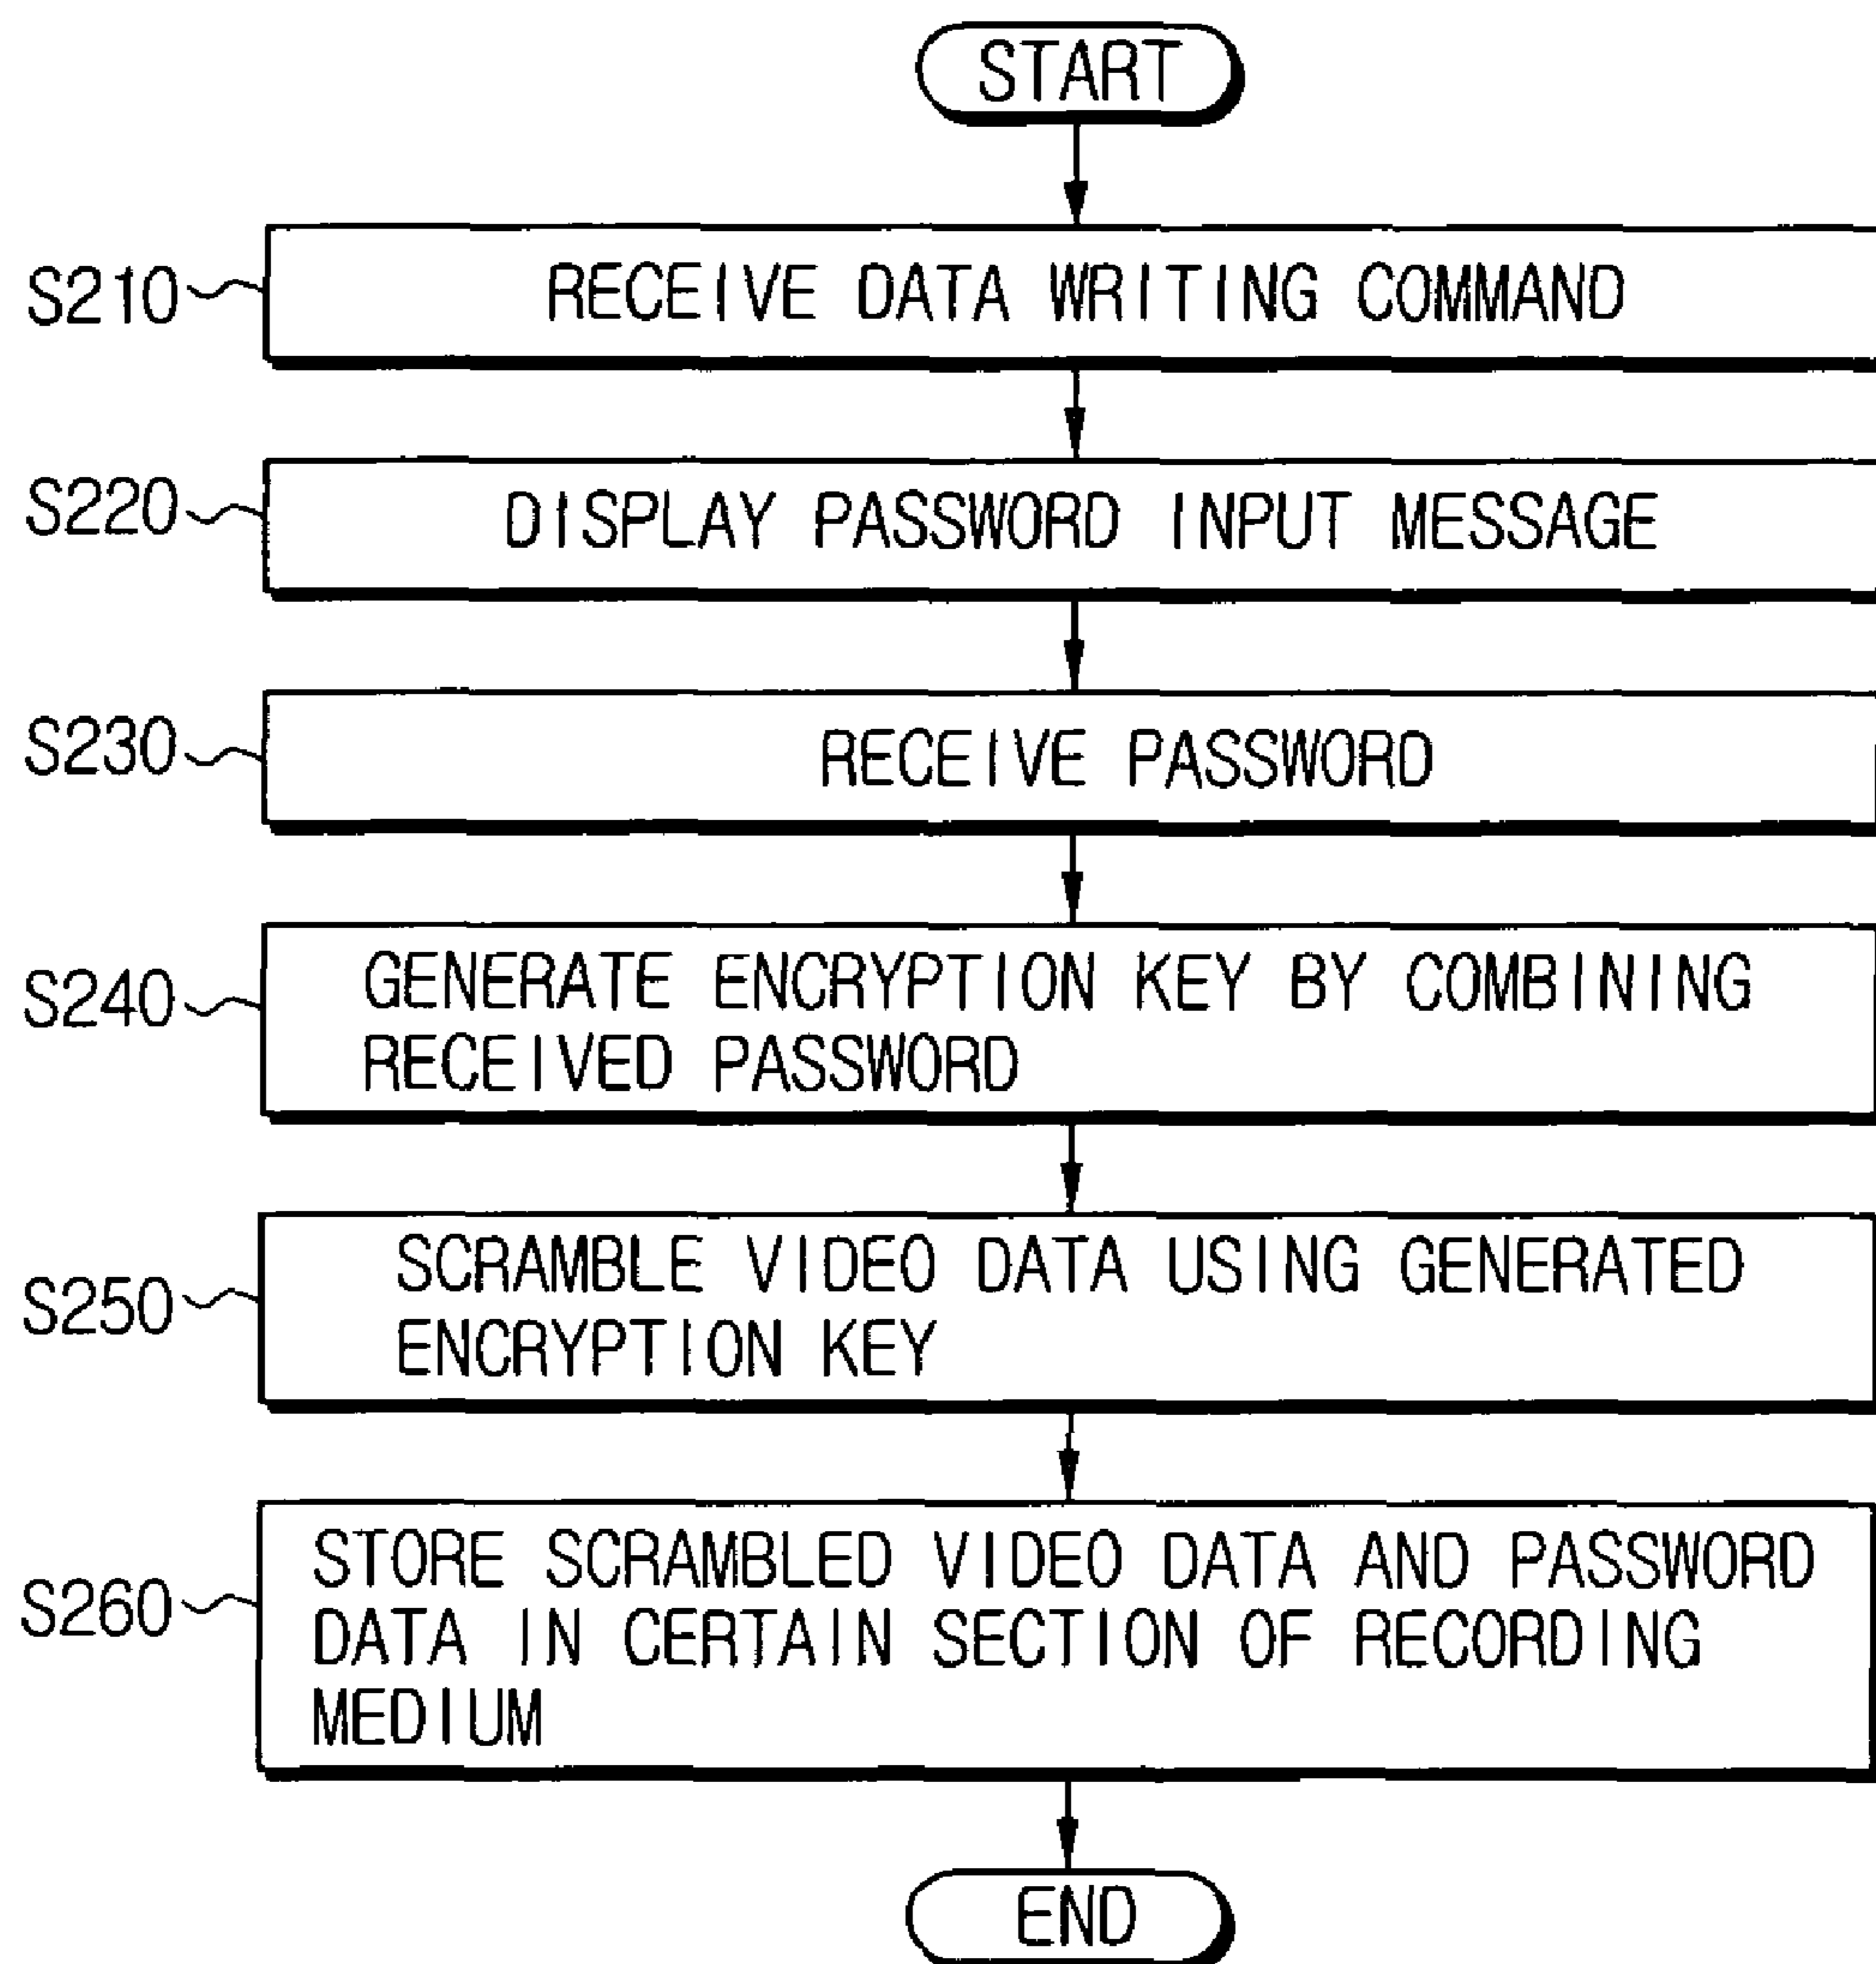 START
S210
RECEIVE DATA WRITING COMMAND
S220
DISPLAY PASSWORD INPUT MESSAGE
S230
RECEIVE PASSWORD
S240
GENERATE ENCRYPTION KEY BY COMBINING
RECEIVED PASSWORD
S250
SCRAMBLE VIDEO DATA USING GENERATED
ENCRYPTION KEY
S260
STORE SCRAMBLED VIDEO DATA AND PASSWORD
DATA IN CERTAIN SECTION OF RECORDING
MEDIUM
END